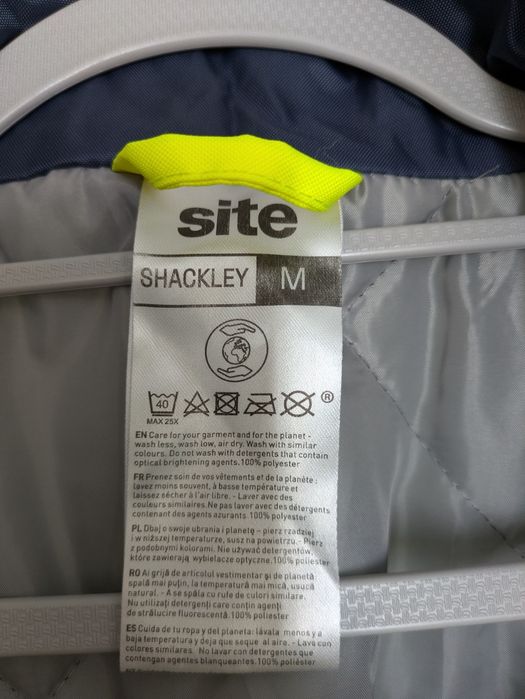 site
SHACKLEY M
40
®
MAX 25X
EN Care for your garment and for the planet -
wash less, wash low, air dry. Wash with similar
colours. Do not wash with detergents that contain
optical brightening agents.100% polyester
FR Prenez soin de vos vêtements et de la planète :
lavez moins souvent, à basse température et
laissez sécher à l'air libre. - Laver avec des
couleurs similaires Ne pas laver avec des détergents
contenant des agents azurants.100% polyester
PL Dbaj o swoje ubrania i planetę – pierz rzadziej
i w niższej temperaturze, susz na powietrzu.- Pierz
z podobnymi kolorami. Nie używać detergentów,
które zawierają wybielacze optyczne.100% poliester
RO Ai grijă de articolul vestimentar și de planetă
spală mai puțin, la temperatură mai mică, usucă
natural. - A se spăla cu rufe de culori similare.
Nu utilizați detergenți care conțin agenți
de strălucire fluorescentă.100% poliester
ES Cuida de tu ropa y del planeta: lávala menos y a
baja temperatura y deja que soque al aire. - Lava con
colores similares. No lavar con detergentes que
contengan agentes blanqueantes.100% poliéster